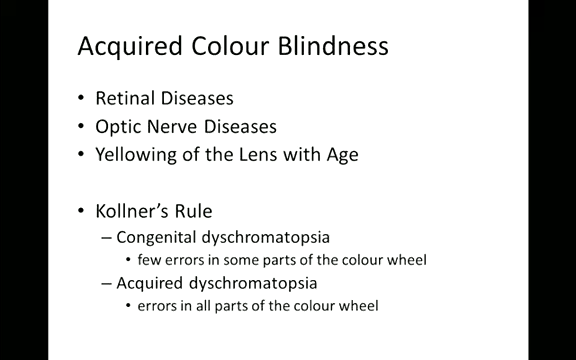 Acquired Colour Blindness
• Retinal Diseases
• Optic Nerve Diseases
• Yellowing of the Lens with Age
• Kollner's Rule
– Congenital dyschromatopsia
• few errors in some parts of the colour wheel
– Acquired dyschromatopsia
• errors in all parts of the colour wheel